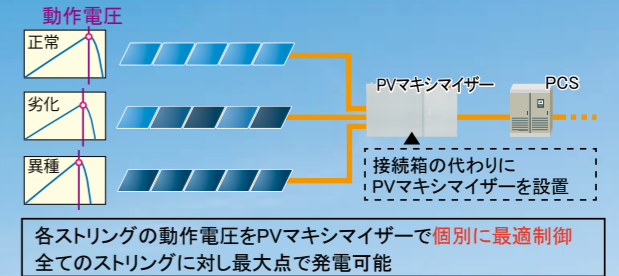 動作電圧
正常
劣化
異種
PVマキシマイザー
PCS
接続箱の代わりに
PVマキシマイザーを設置
各ストリングの動作電圧をPVマキシマイザーで個別に最適制御
全てのストリングに対し最大点で発電可能